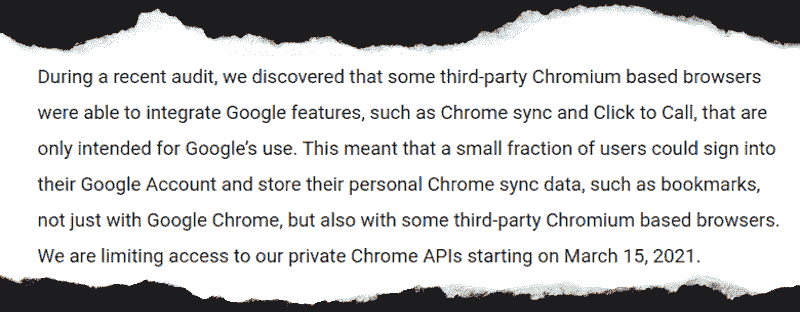 During a recent audit, we discovered that some third-party Chromium based browsers
were able to integrate Google features, such as Chrome sync and Click to Call, that are
only intended for Google's use. This meant that a small fraction of users could sign into
their Google Account and store their personal Chrome sync data, such as bookmarks,
not just with Google Chrome, but also with some third-party Chromium based browsers.
We are limiting access to our private Chrome APIs starting on March 15, 2021.